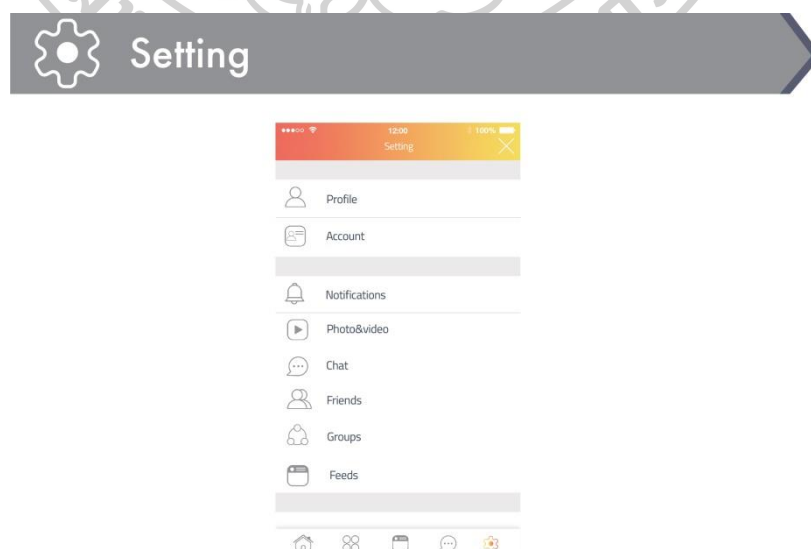 Setting
12:00
100%
Setting
Profile
Account
Notifications
Photo&video
Chat
Friends
Groups
Feeds